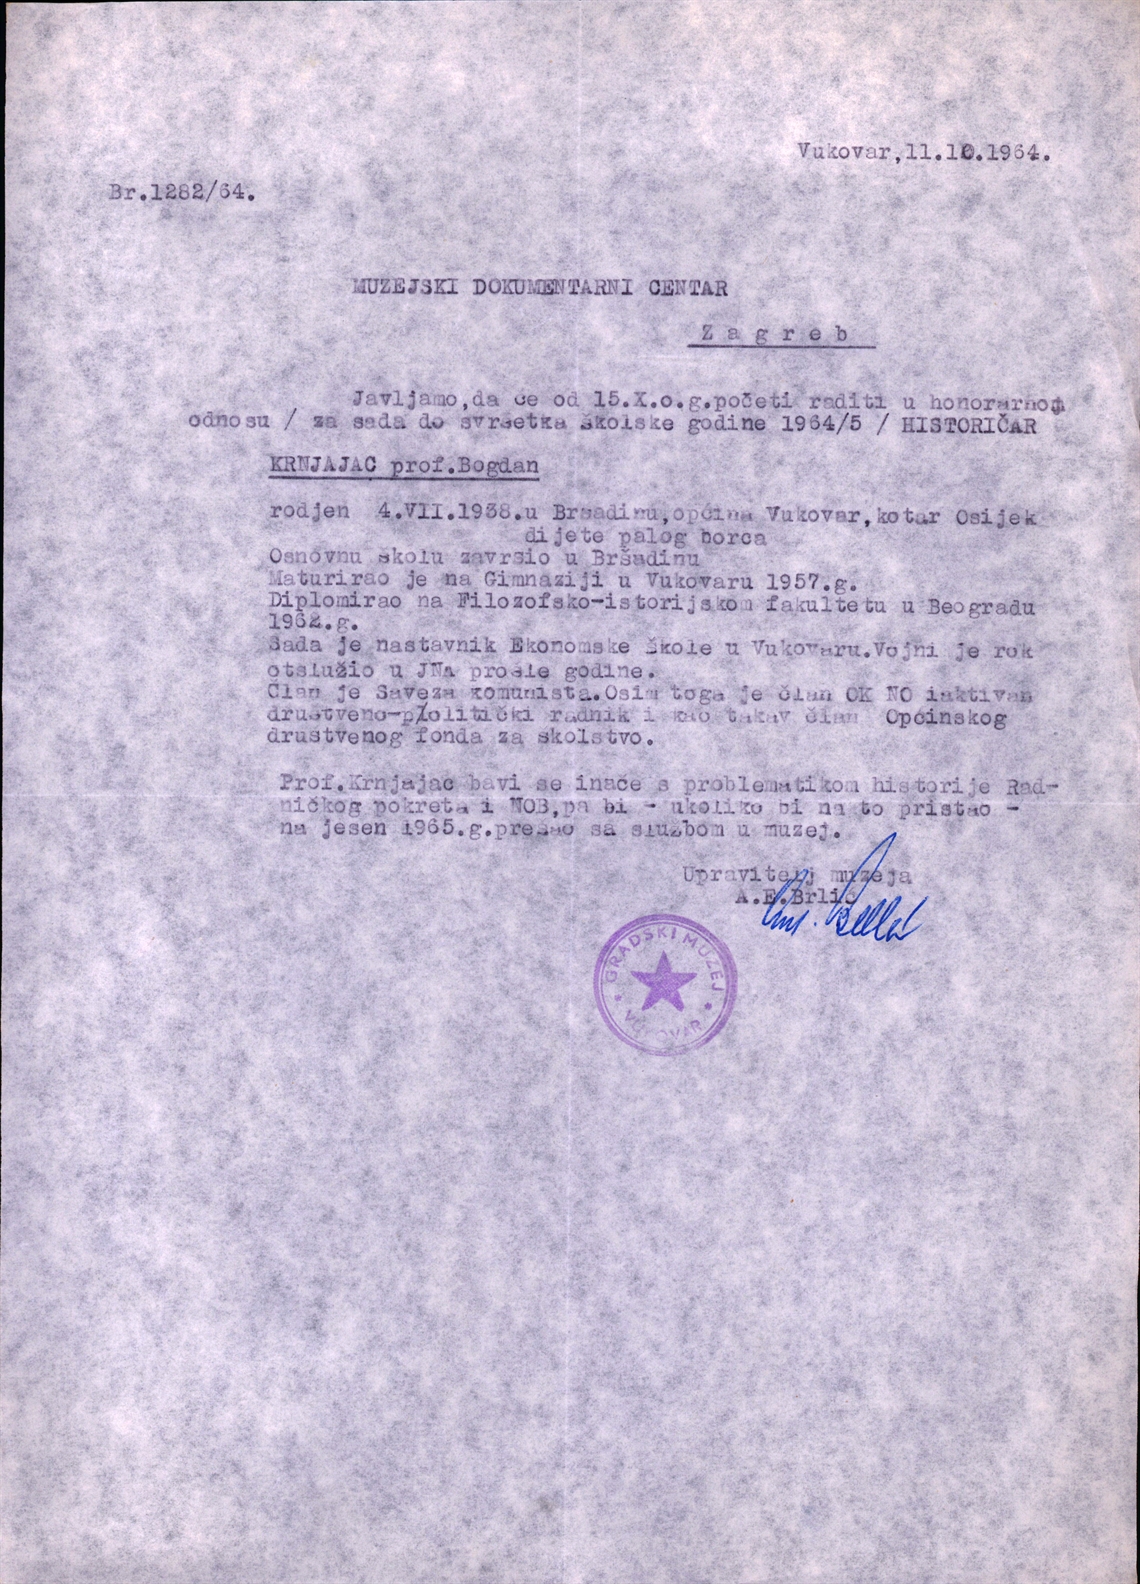 Vukovar,11.10.1964.
Br.1282/64.
MUZEJSKI DOKUMENTARNI CENTAR
Zagreb
Javljamo,da će od 15.X.o.g.početi raditi u honorarnom
odnosu / za sada do svrsetka školske godine 1964/5 / HISTORIČAR
KRNJAJAC prof.Bogdan
rodjen 4.VII.1938.u Bršadinu,općina Vukovar,kotar Osijek
dijete palog borca
Osnovnu školu završio u Bršadinu
Maturirao je na Gimnaziji u Vukovaru 1957.g.
Diplomirao na Filozofsko-istorijskom fakultetu u Beogradu
1962.g.
Sada je nastavnik Ekonomske škole u Vukovaru.Vojni je rok
otslužio u JNA prošle godine.
Član je Saveza komunista.Osim toga je član OK NO iaktivan
društveno-p/olitički radnik i kao takav član Općinskog
društvenog fonda za školstvo.
Prof.Krnjajac bavi se inače s problematikom historije Rad-
ničkog pokreta i NOB,pa bi - ukoliko bi na to pristao -
na jesen 1965.g.prešao sa službom u muzej.
Upravitelj muzeja
A.E.Brlić
GRADSKI MUZEJ
VUKOVAR